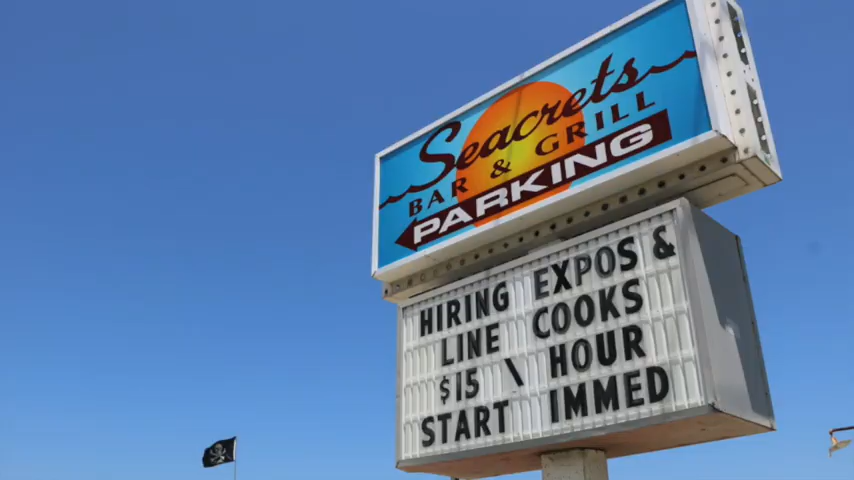 Seacrets
BAR & GRILL
PARKING
HIRING EXPOS &
LINE COOKS
$15 \ HOUR
START IMMED